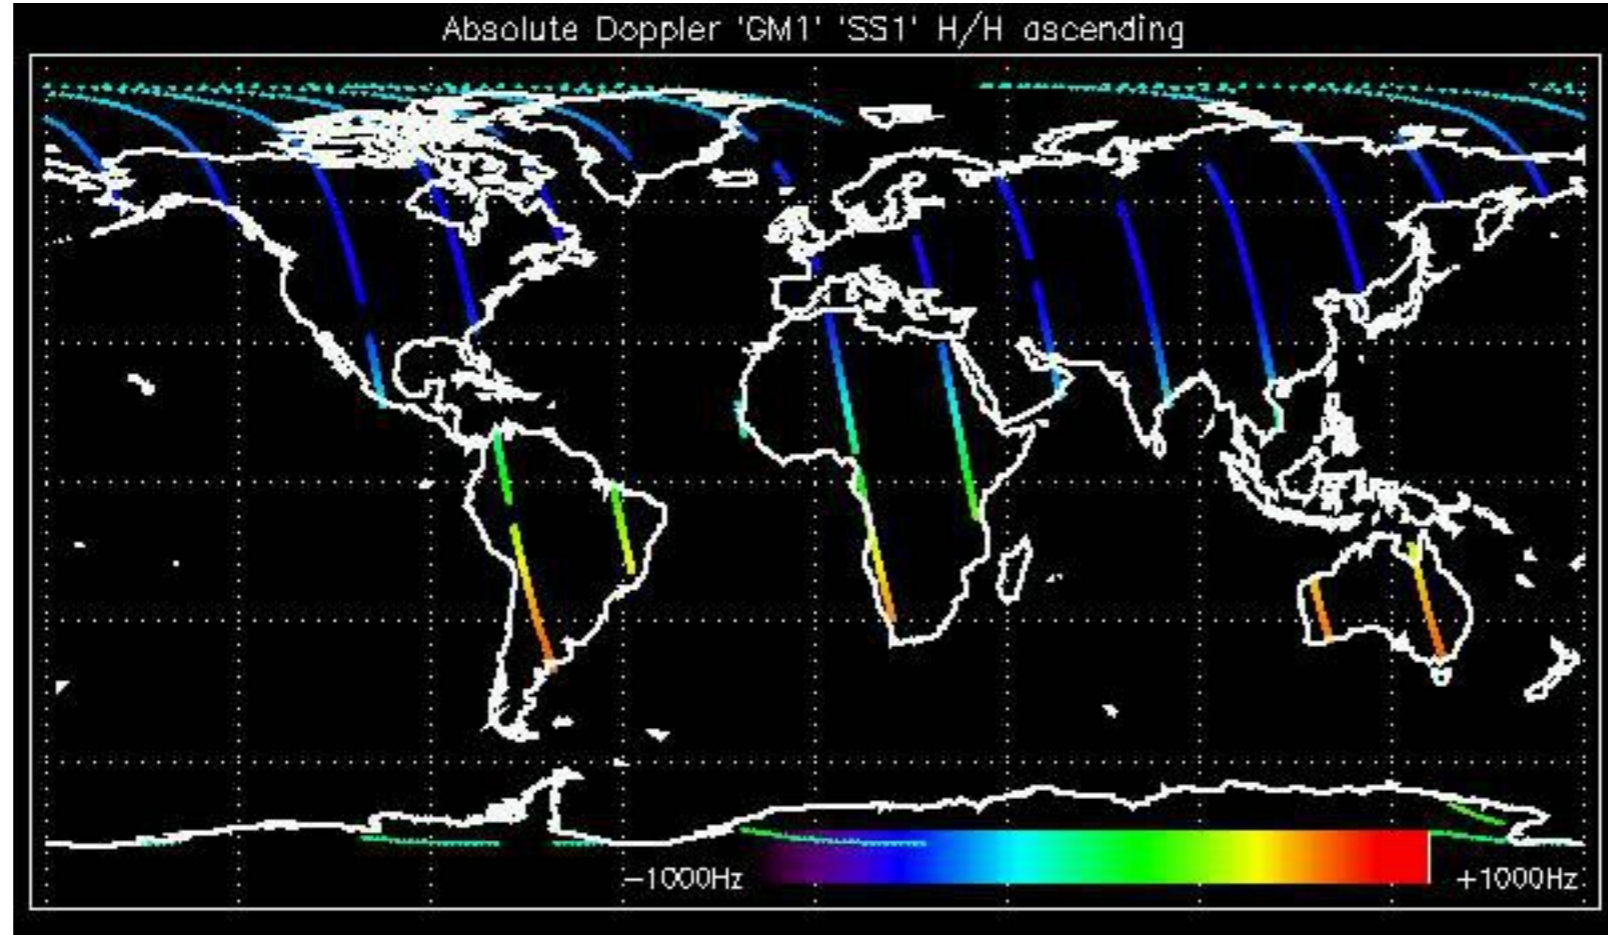 Absolute Doppler 'GM1' 'SS1' H/H ascending
-1000Hz +1000Hz